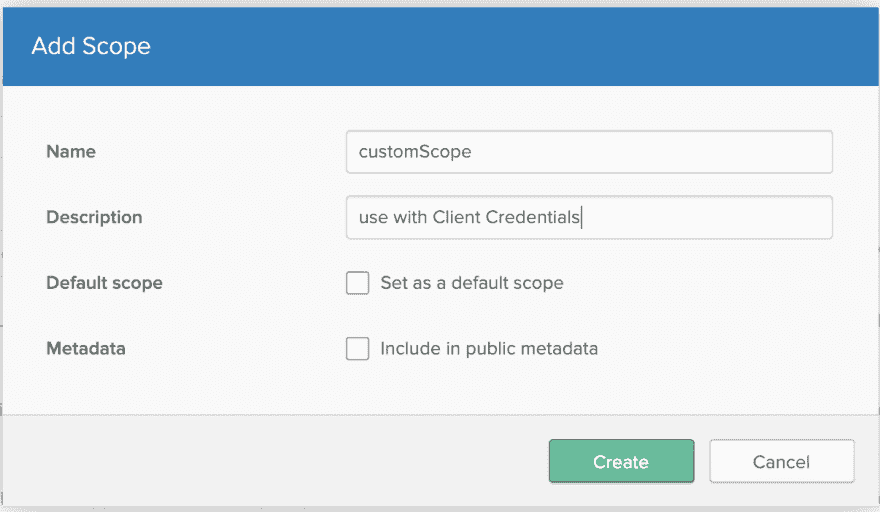 Add Scope
Name customScope
Description use with Client Credentials
Default scope Set as a default scope
Metadata Include in public metadata
Create Cancel